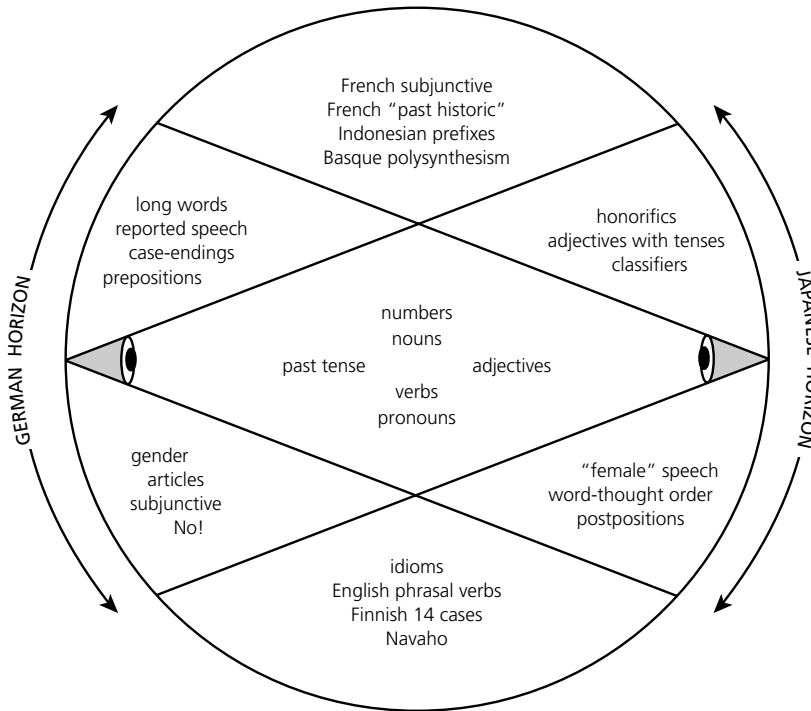 French subjunctive
French “past historic”
Indonesian prefixes
Basque polysynthesism
long words
reported speech
case-endings
prepositions
honorifics
adjectives with tenses
classifiers
GERMAN HORIZON
JAPANESE HORIZON
numbers
nouns
past tense
adjectives
verbs
pronouns
gender
articles
subjunctive
No!
“female” speech
word-thought order
postpositions
idioms
English phrasal verbs
Finnish 14 cases
Navaho